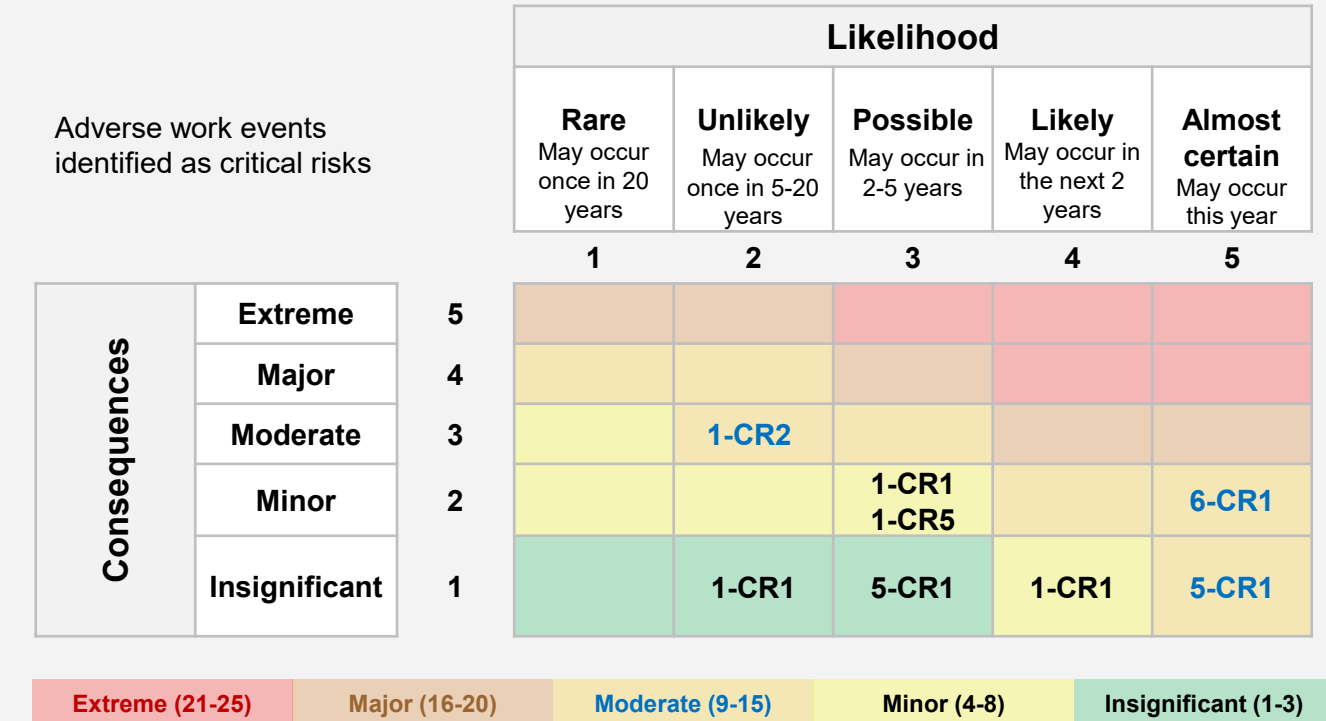 Likelihood
Adverse work events
identified as critical risks
Rare
May occur
once in 20
years
Unlikely
May occur
once in 5-20
years
Possible
May occur in
2-5 years
Likely
May occur in
the next 2
years
Almost
certain
May occur
this year
1 2 3 4 5
Consequences
Extreme 5
Major 4
Moderate 3 1-CR2
Minor 2 1-CR1
1-CR5
6-CR1
Insignificant 1 1-CR1 5-CR1 1-CR1 5-CR1
Extreme (21-25) Major (16-20) Moderate (9-15) Minor (4-8) Insignificant (1-3)